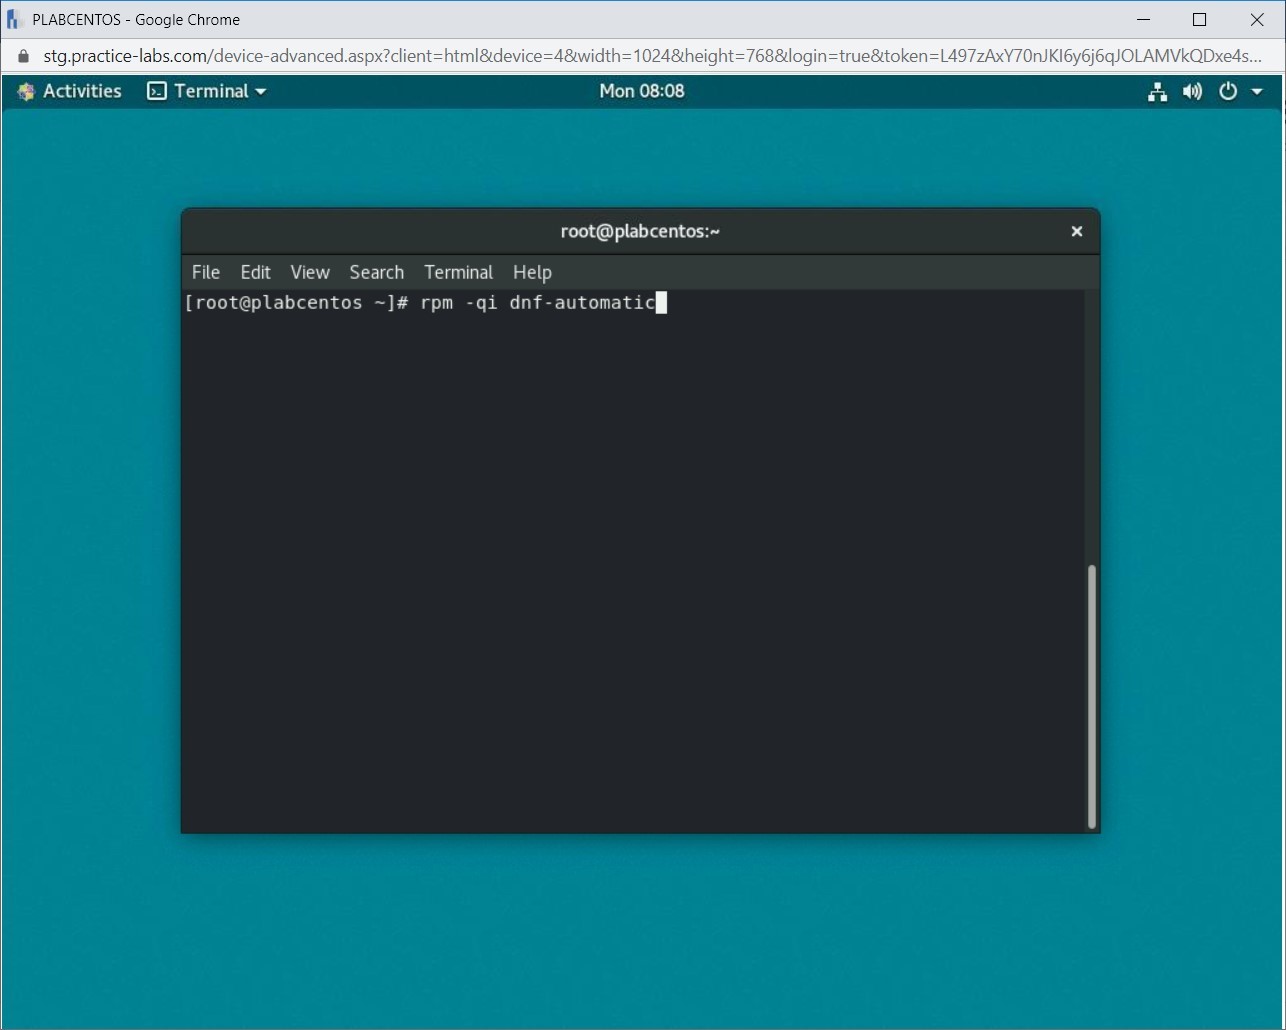 PLABCENTOS - Google Chrome
stg.practice-labs.com/device-advanced.aspx?client=html&device=4&width=1024&height=768&login=true&token=L497zAxY70nJKI6y6j6qJOLAMVkQDxe4s...
Activities Terminal Mon 08:08
root@plabcentos:~
File Edit View Search Terminal Help
[root@plabcentos ~]# rpm -qi dnf-automatic